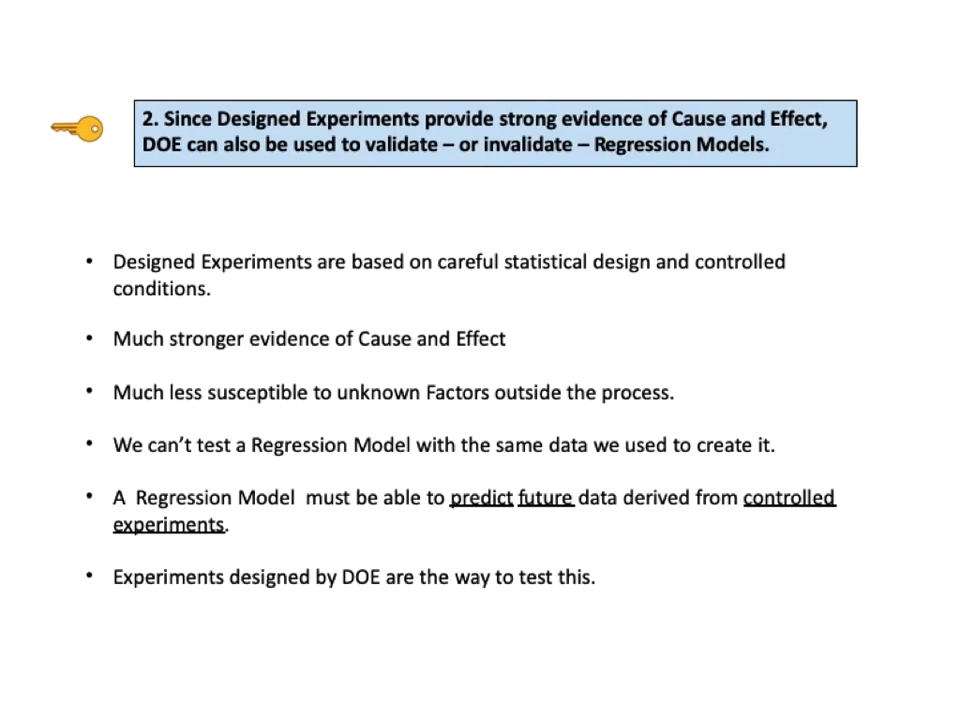 2. Since Designed Experiments provide strong evidence of Cause and Effect,
DOE can also be used to validate – or invalidate – Regression Models.
• Designed Experiments are based on careful statistical design and controlled
conditions.
• Much stronger evidence of Cause and Effect
• Much less susceptible to unknown Factors outside the process.
• We can’t test a Regression Model with the same data we used to create it.
• A Regression Model must be able to predict future data derived from controlled
experiments.
• Experiments designed by DOE are the way to test this.